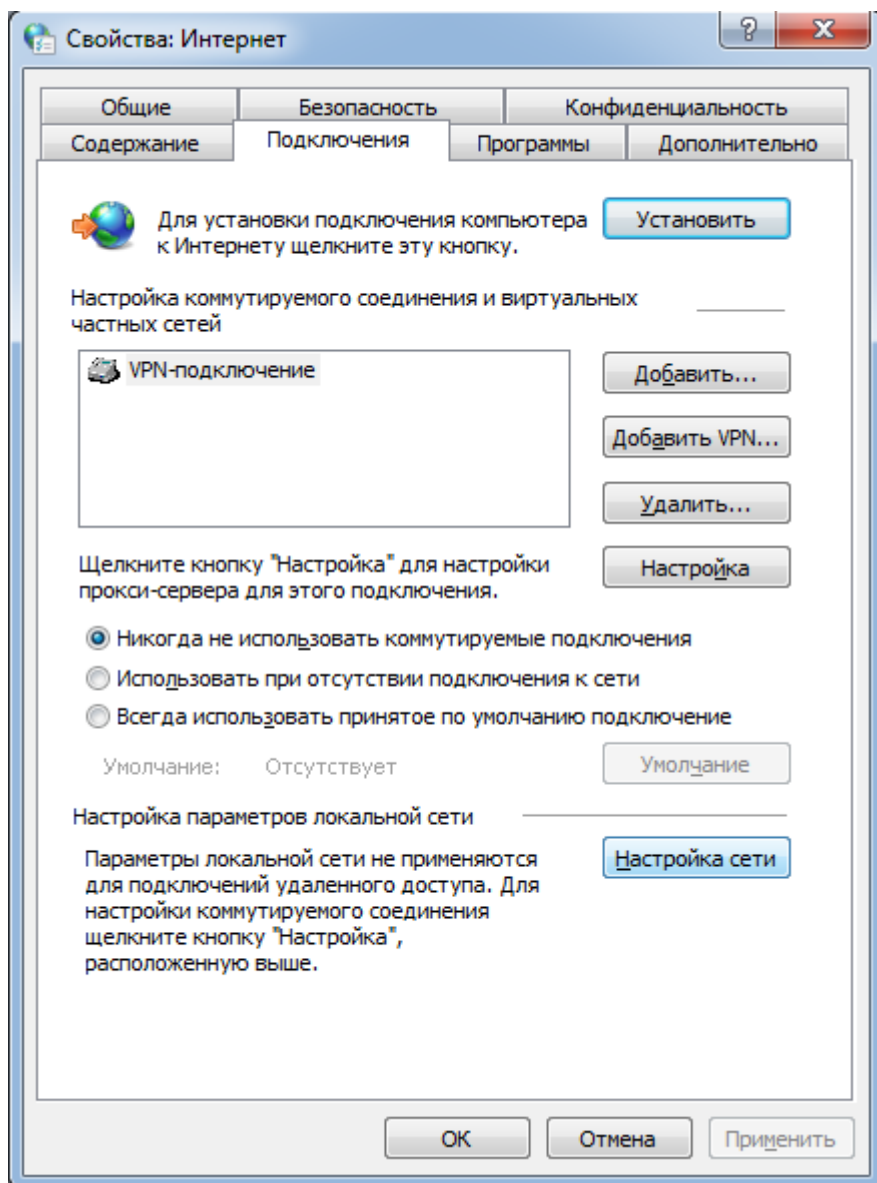 Свойства: Интернет
Общие
Безопасность
Конфиденциальность
Содержание
Подключения
Программы
Дополнительно
Для установки подключения компьютера
к Интернету щелкните эту кнопку.
Установить
Настройка коммутируемого соединения и виртуальных
частных сетей
VPN-подключение
Добавить...
Добавить VPN...
Удалить...
Щелкните кнопку "Настройка" для настройки
прокси-сервера для этого подключения.
Настройка
Никогда не использовать коммутируемые подключения
Использовать при отсутствии подключения к сети
Всегда использовать принятое по умолчанию подключение
Умолчание:
Отсутствует
Умолчание
Настройка параметров локальной сети
Параметры локальной сети не применяются
для подключений удаленного доступа. Для
настройки коммутируемого соединения
щелкните кнопку "Настройка",
расположенную выше.
Настройка сети
ОК
Отмена
Применить